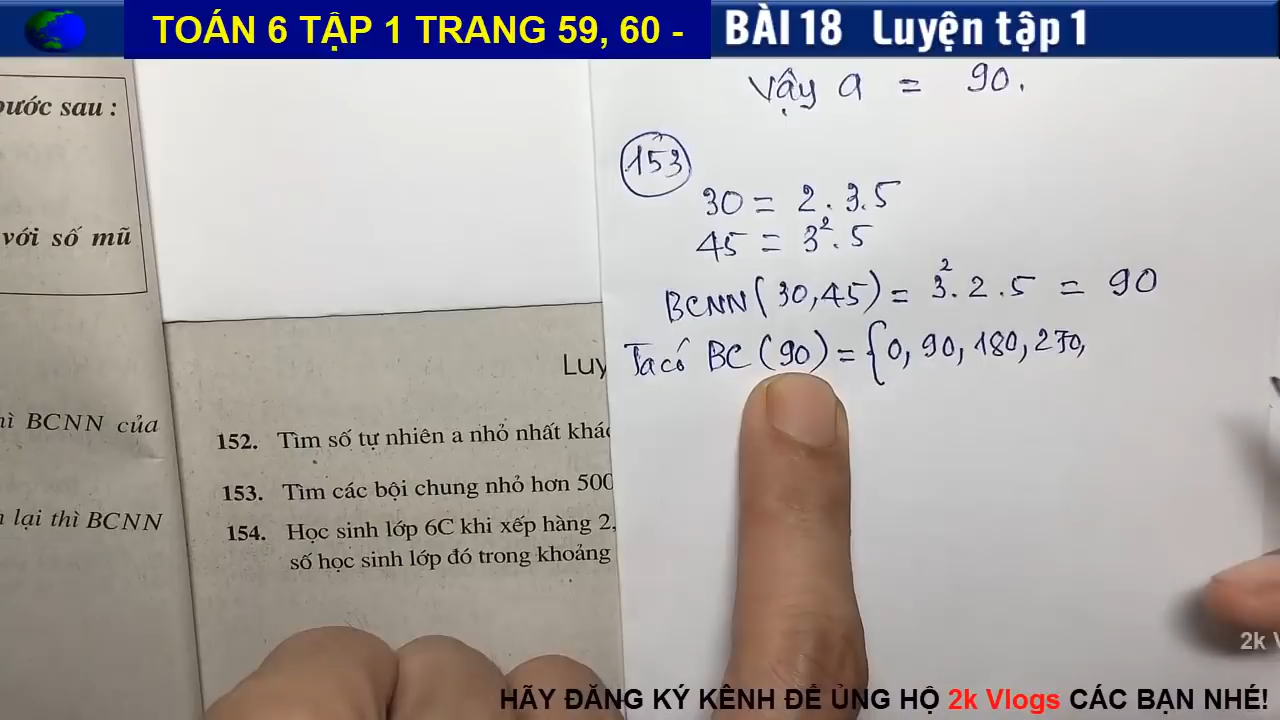 TOÁN 6 TẬP 1 TRANG 59, 60 -
BÀI 18 Luyện tập 1
bước sau :
với số mũ
BCNN của
lại thì BCNN
Luy
152. Tìm số tự nhiên a nhỏ nhất khác
153. Tìm các bội chung nhỏ hơn 500
154. Học sinh lớp 6C khi xếp hàng 2,
số học sinh lớp đó trong khoảng
Vậy a = 90.
153
30 = 2 . 3.5
45 = 3². 5
BCNN(30,45) = 3². 2 . 5 = 90
Ta có BC (90) = {0, 90, 180, 270,
2k V
HÃY ĐĂNG KÝ KÊNH ĐỂ ỦNG HỘ 2k Vlogs CÁC BẠN NHÉ!